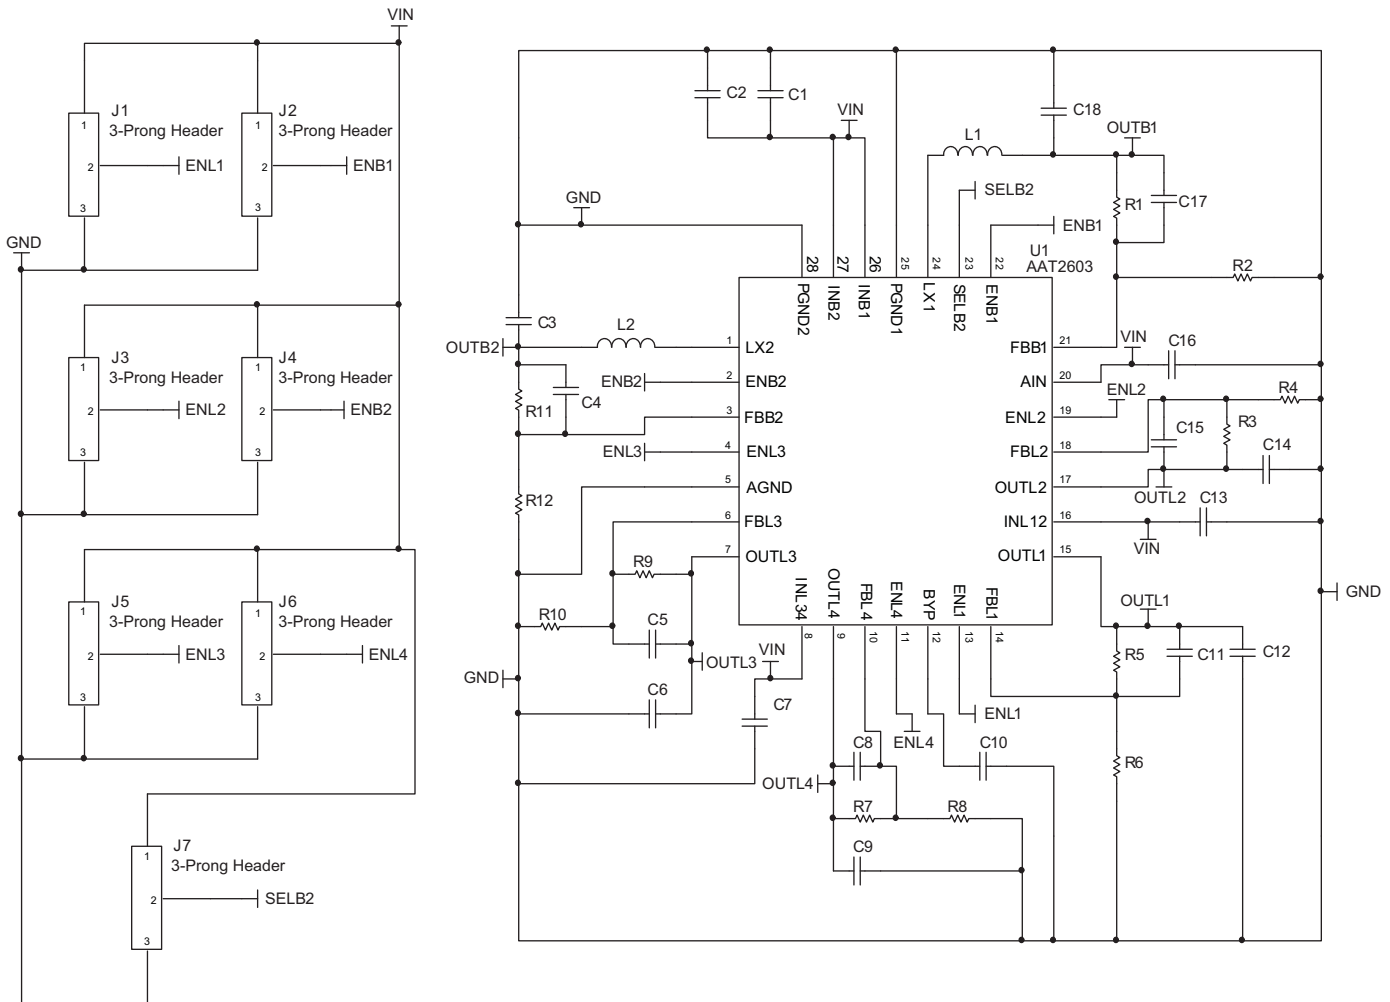 VIN
J1
3-Prong Header
1
2
ENL1
3
J2
3-Prong Header
1
2
ENB1
3
GND
J3
3-Prong Header
1
2
ENL2
3
J4
3-Prong Header
1
2
ENB2
3
J5
3-Prong Header
1
2
ENL3
3
J6
3-Prong Header
1
2
ENL4
3
J7
3-Prong Header
1
2
SELB2
3
C2
C1
VIN
C18
L1
OUTB1
SELB2
R1
C17
GND
ENB1
U1
AAT2603
R2
28
27
26
25
24
23
22
PGND2
INB2
INB1
PGND1
LX1
SELB2
ENB1
C3
L2
OUTB2
1
LX2
ENB2
2
ENB2
C4
R11
3
FBB2
ENL3
4
ENL3
5
AGND
R12
6
FBL3
7
OUTL3
FBB1
21
VIN
C16
AIN
20
ENL2
R4
ENL2
19
C15
R3
FBL2
18
C14
OUTL2
17
OUTL2
C13
INL12
16
VIN
OUTL1
15
INL34
OUTL4
FBL4
ENL4
BYP
ENL1
FBL1
8
9
10
11
12
13
14
R9
R10
C5
OUTL3
GND
C6
VIN
C7
ENL4
ENL1
C8
C10
OUTL4
R7
R8
C9
OUTL1
R5
C11
C12
R6
GND